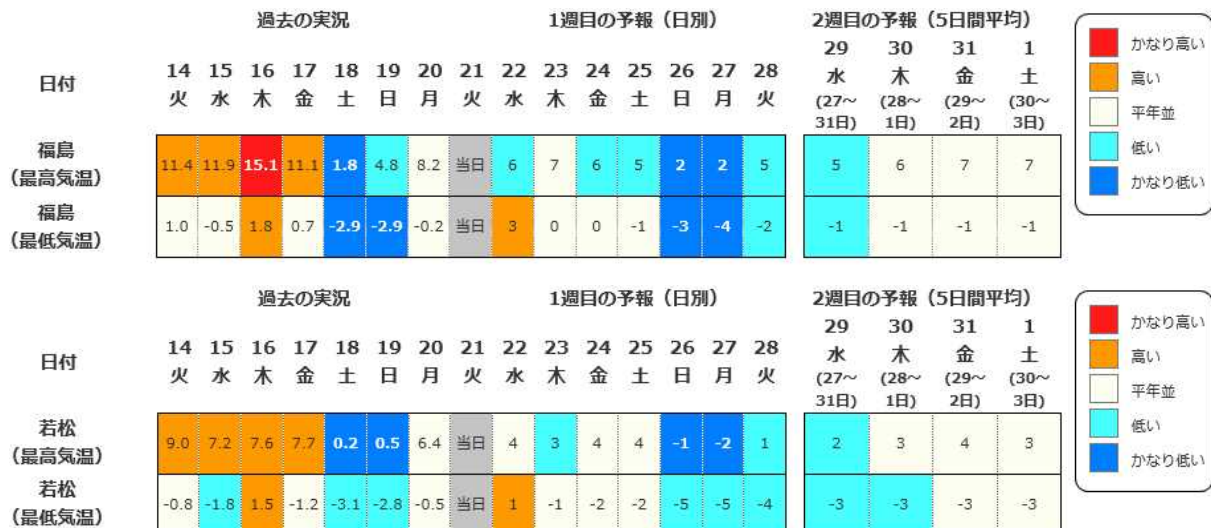 過去の実況 1週目の予報（日別） 2週目の予報（5日間平均）
日付 14 15 16 17 18 19 20 21 22 23 24 25 26 27 28 29 30 31 1
火 水 木 金 土 日 月 火 水 木 金 土 日 月 火 水 木 金 土
(27～ (28～ (29～ (30～
31日) 1日) 2日) 3日)
福島
（最高気温） 11.4 11.9 15.1 11.1 1.8 4.8 8.2 当日 6 7 6 5 2 2 5 5 6 7 7
福島
（最低気温） 1.0 -0.5 1.8 0.7 -2.9 -2.9 -0.2 当日 3 0 0 -1 -3 -4 -2 -1 -1 -1 -1
かなり高い
高い
平年並
低い
かなり低い
過去の実況 1週目の予報（日別） 2週目の予報（5日間平均）
日付 14 15 16 17 18 19 20 21 22 23 24 25 26 27 28 29 30 31 1
火 水 木 金 土 日 月 火 水 木 金 土 日 月 火 水 木 金 土
(27～ (28～ (29～ (30～
31日) 1日) 2日) 3日)
若松
（最高気温） 9.0 7.2 7.6 7.7 0.2 0.5 6.4 当日 4 3 4 4 -1 -2 1 2 3 4 3
若松
（最低気温） -0.8 -1.8 1.5 -1.2 -3.1 -2.8 -0.5 当日 1 -1 -2 -2 -5 -5 -4 -3 -3 -3 -3
かなり高い
高い
平年並
低い
かなり低い